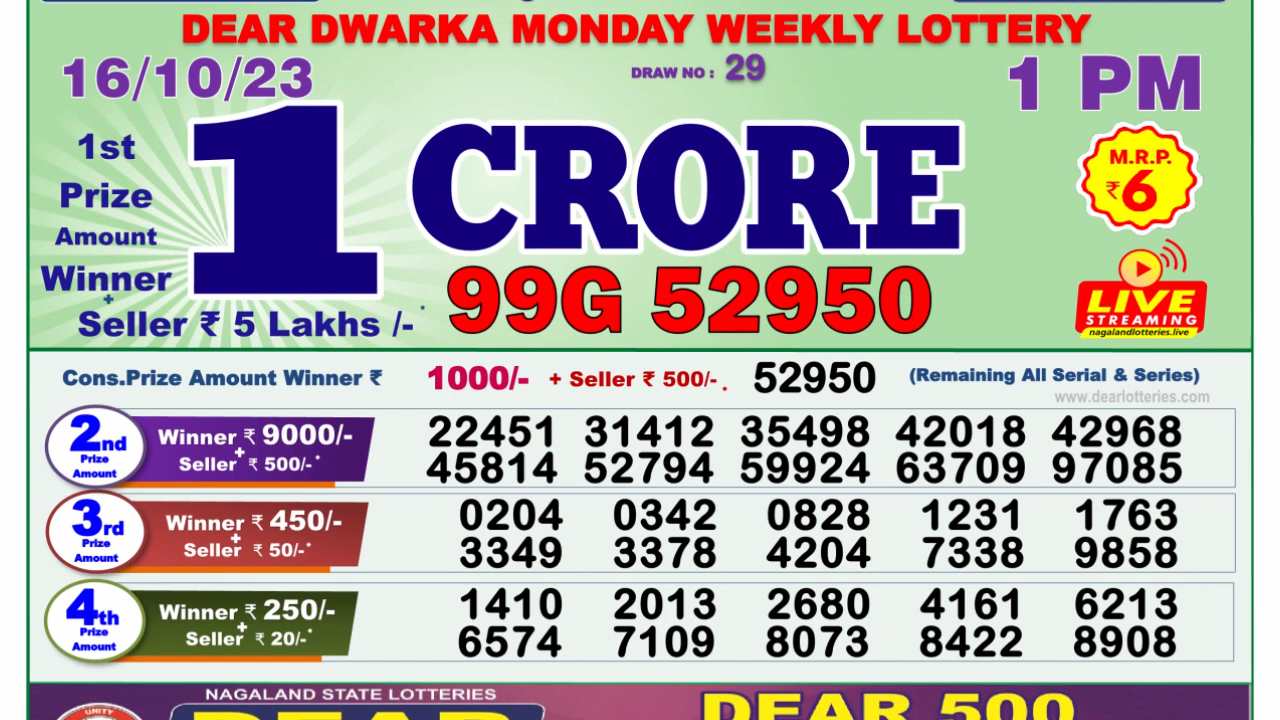 DEAR DWARKA MONDAY WEEKLY LOTTERY
16/10/23
DRAW NO : 29
1 PM
1st
Prize
Amount
Winner
+
Seller ₹ 5 Lakhs /-*
1 CRORE
99G 52950
M.R.P.
₹6
LIVE
STREAMING
nagalandlotteries.live
Cons.Prize Amount Winner ₹ 1000/- + Seller ₹ 500/- . 52950 (Remaining All Serial & Series)
www.dearlotteries.com
2nd
Prize
Amount
Winner ₹ 9000/-
+
Seller ₹ 500/-*
22451 31412 35498 42018 42968
45814 52794 59924 63709 97085
3rd
Prize
Amount
Winner ₹ 450/-
+
Seller ₹ 50/-*
0204 0342 0828 1231 1763
3349 3378 4204 7338 9858
4th
Prize
Amount
Winner ₹ 250/-
+
Seller ₹ 20/-*
1410 2013 2680 4161 6213
6574 7109 8073 8422 8908
NAGALAND STATE LOTTERIES
UNITY
DEAR
DEAR 500